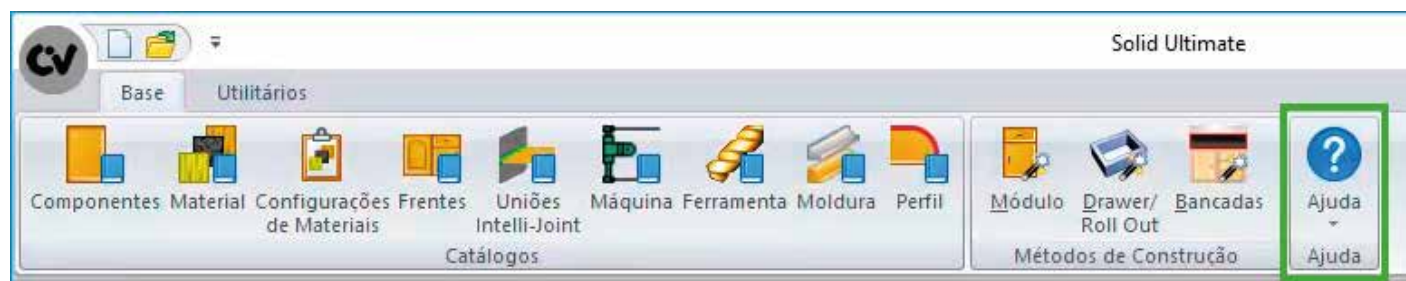 CV
Solid Ultimate
Base Utilitários
Componentes Material Configurações Frentes Uniões Máquina Ferramenta Moldura Perfil
de Materiais Intelli-Joint
Catálogos
Módulo Drawer/ Bancadas
Roll Out
Métodos de Construção
Ajuda
Ajuda